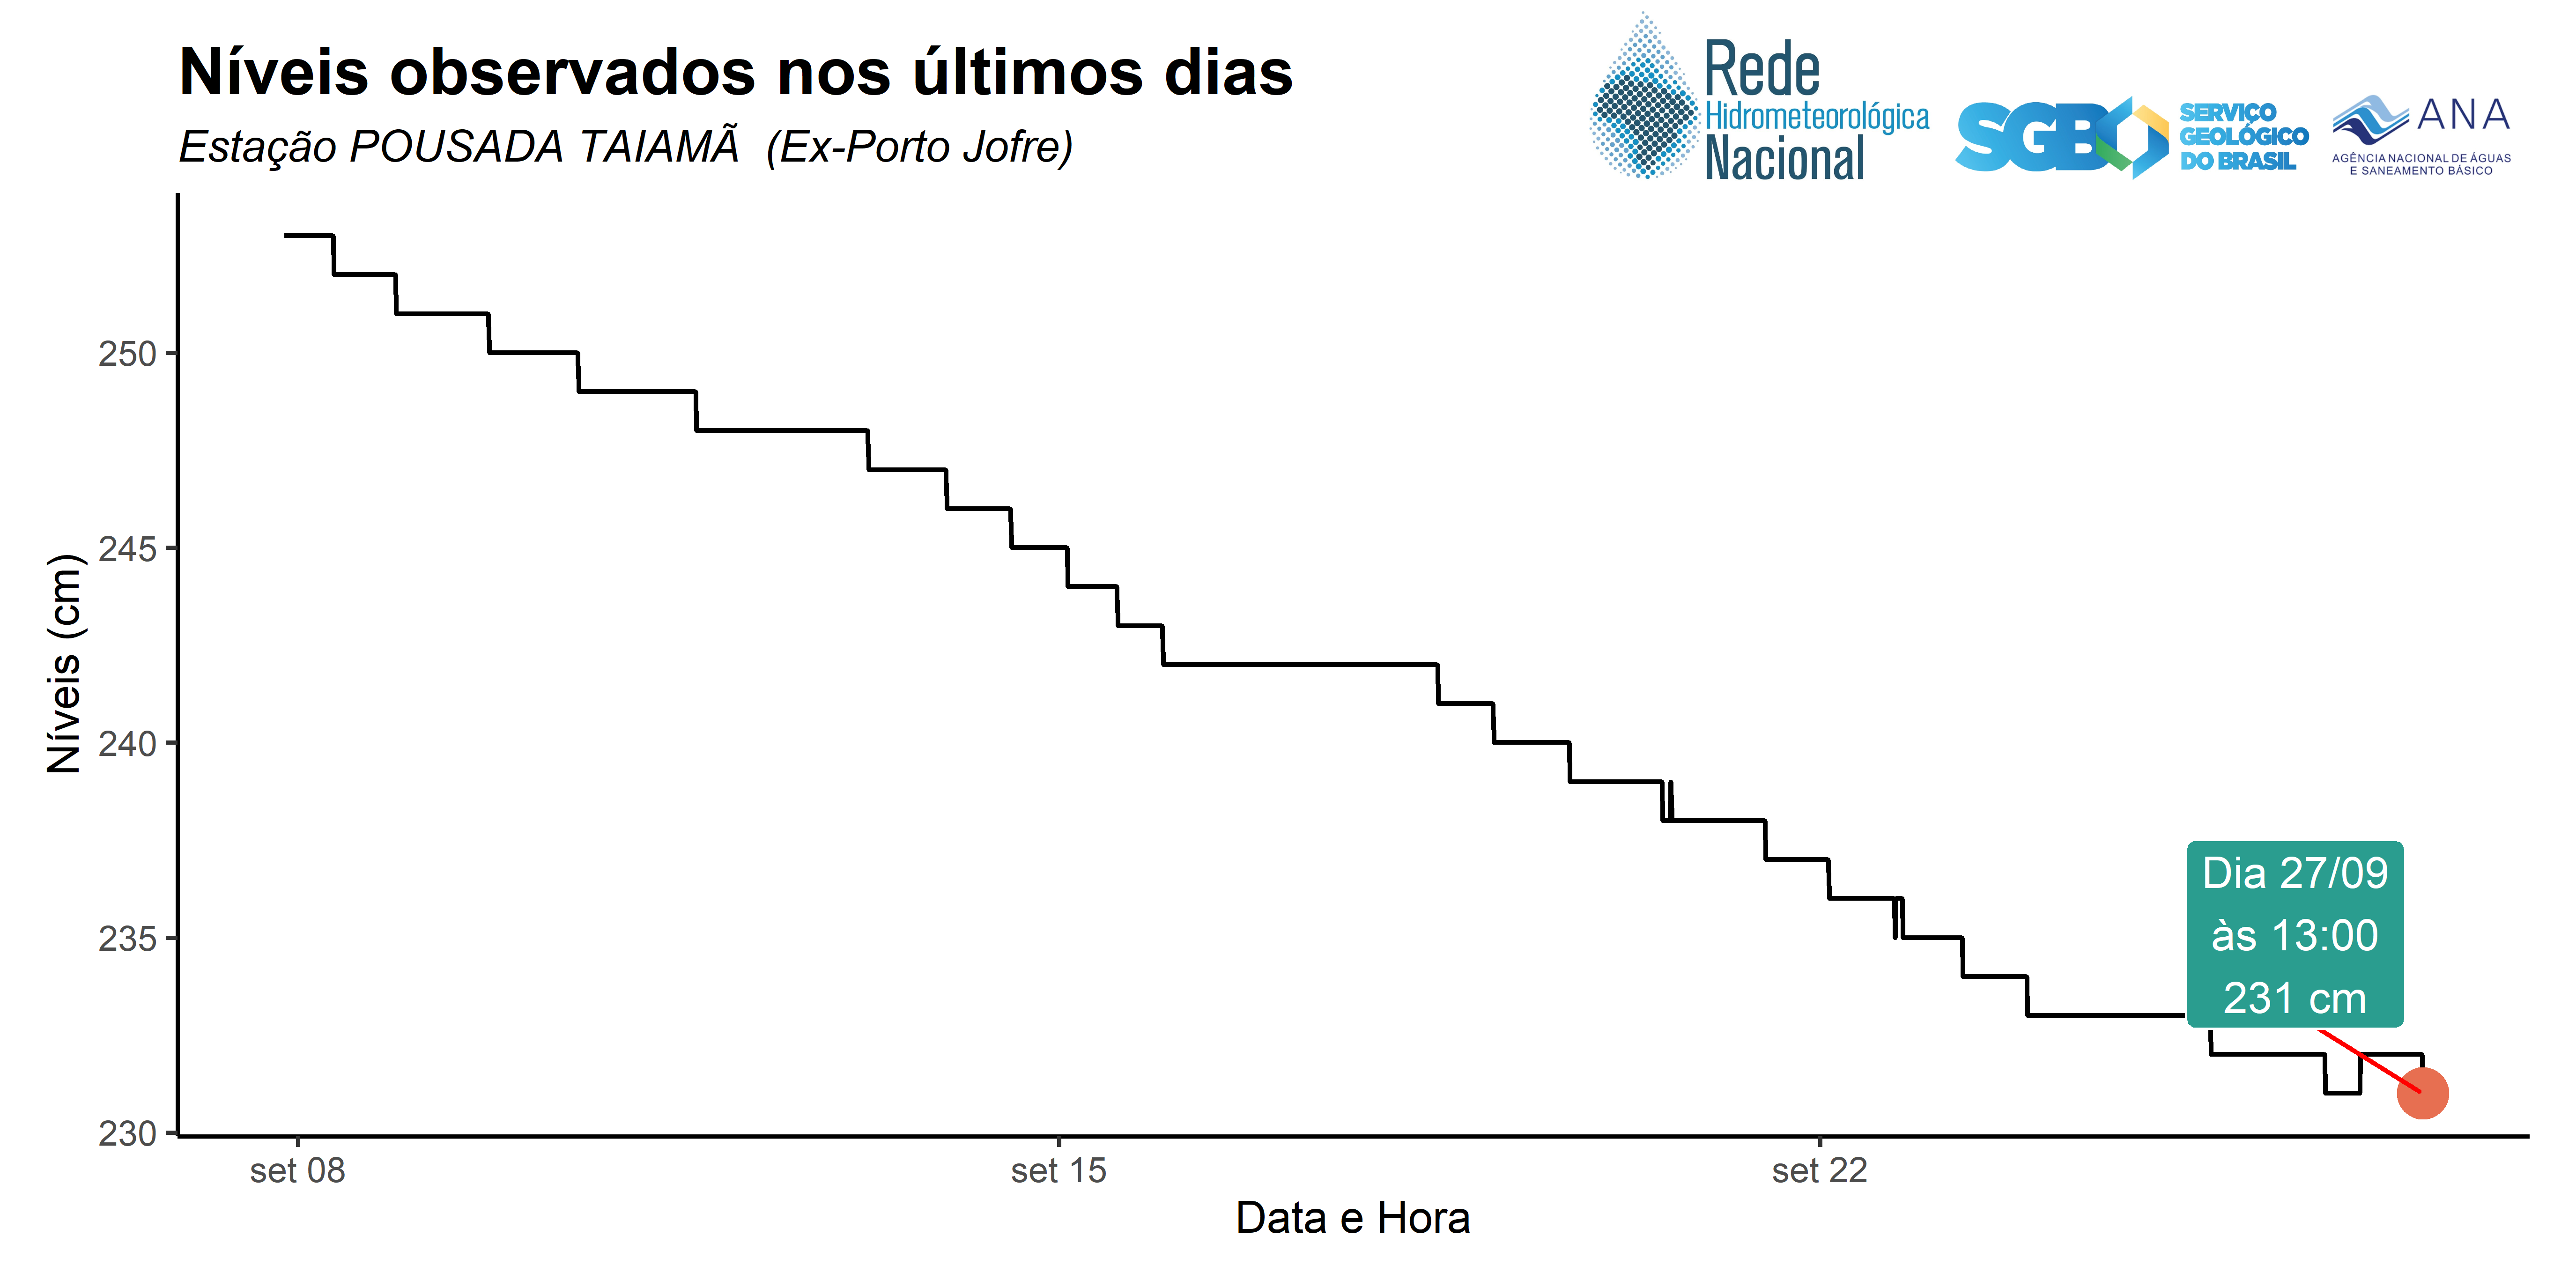 Níveis observados nos últimos dias
Estação POUSADA TAIAMÃ  (Ex-Porto Jofre)
Rede
Hidrometeorológica
Nacional
SGB
SERVIÇO
GEOLÓGICO
DO BRASIL
ANA
AGÊNCIA NACIONAL DE ÁGUAS
E SANEAMENTO BÁSICO
Níveis (cm)
250
245
240
235
230
Dia 27/09
às 13:00
231 cm
set 08
set 15
set 22
Data e Hora